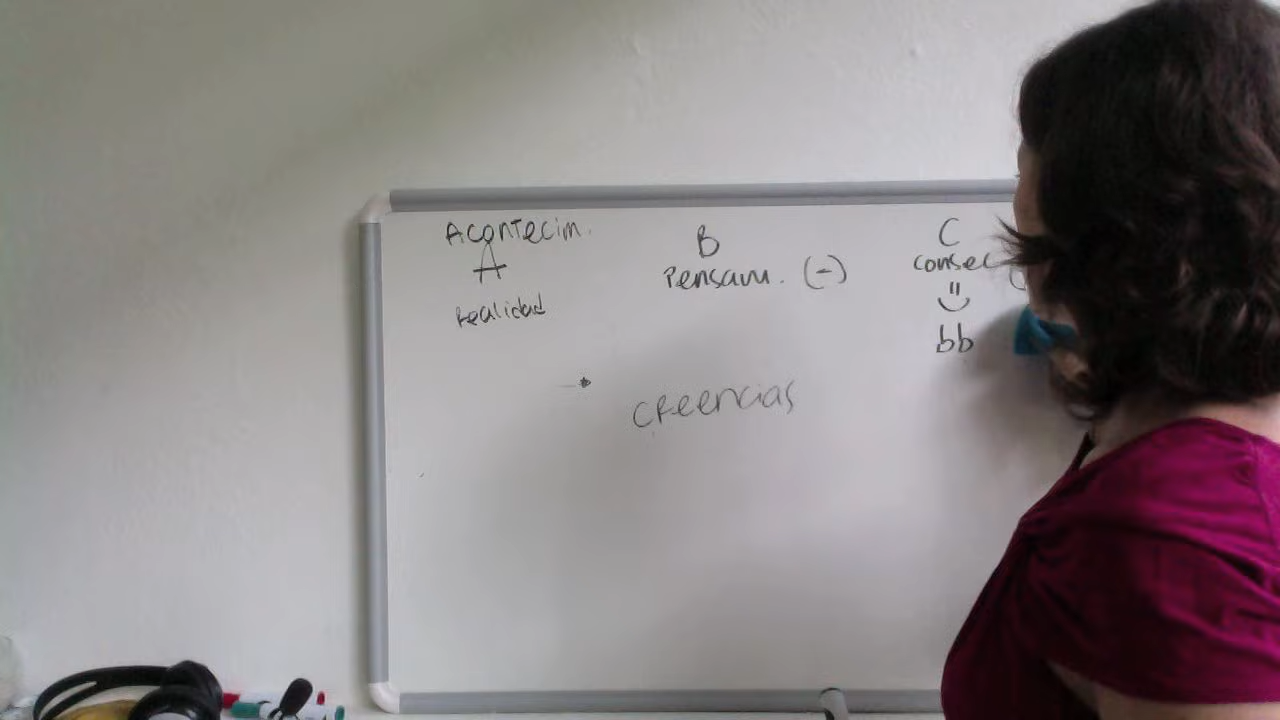 Acontecim.
A
Realidad
B
Pensam. (-)
C
consec
bb
creencias